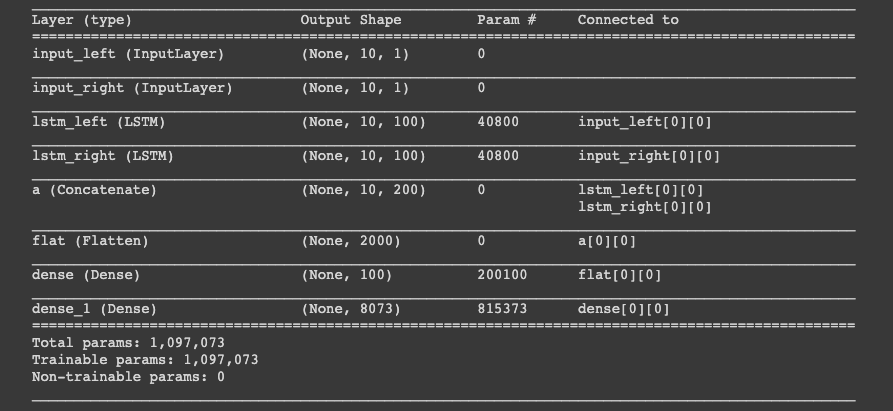 Layer (type) Output Shape Param # Connected to
==================================================================================================
input_left (InputLayer) (None, 10, 1) 0
input_right (InputLayer) (None, 10, 1) 0
lstm_left (LSTM) (None, 10, 100) 40800 input_left[0][0]
lstm_right (LSTM) (None, 10, 100) 40800 input_right[0][0]
a (Concatenate) (None, 10, 200) 0 lstm_left[0][0]
lstm_right[0][0]
flat (Flatten) (None, 2000) 0 a[0][0]
dense (Dense) (None, 100) 200100 flat[0][0]
dense_1 (Dense) (None, 8073) 815373 dense[0][0]
==================================================================================================
Total params: 1,097,073
Trainable params: 1,097,073
Non-trainable params: 0